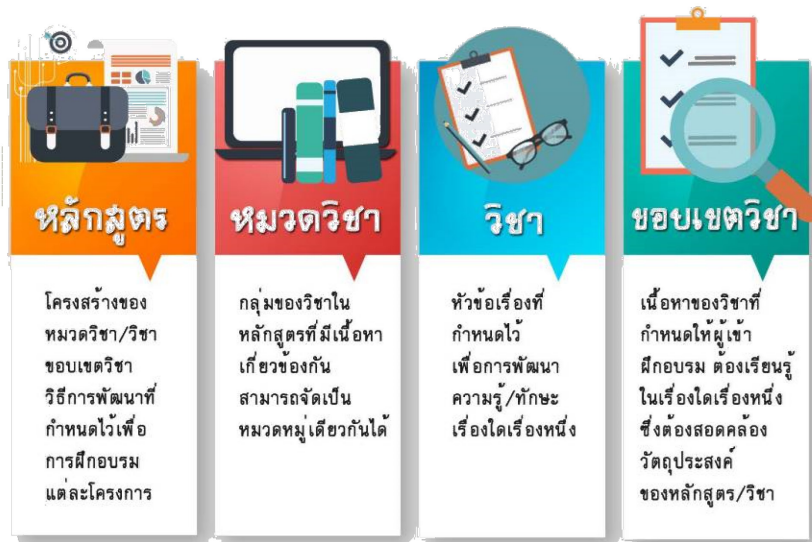 หลักสูตร
โครงสร้างของ
หมวดวิชา/วิชา
ขอบเขตวิชา
วิธีการพัฒนาที่
กำหนดไว้เพื่อ
การฝึกอบรม
แต่ละโครงการ
หมวดวิชา
กลุ่มของวิชาใน
หลักสูตรที่มีเนื้อหา
เกี่ยวข้องกัน
สามารถจัดเป็น
หมวดหมู่เดียวกันได้
วิชา
หัวข้อเรื่องที่
กำหนดไว้
เพื่อการพัฒนา
ความรู้/ทักษะ
เรื่องใดเรื่องหนึ่ง
ขอบเขตวิชา
เนื้อหาของวิชาที่
กำหนดให้ผู้เข้า
ฝึกอบรม ต้องเรียนรู้
ในเรื่องใดเรื่องหนึ่ง
ซึ่งต้องสอดคล้อง
วัตถุประสงค์
ของหลักสูตร/วิชา